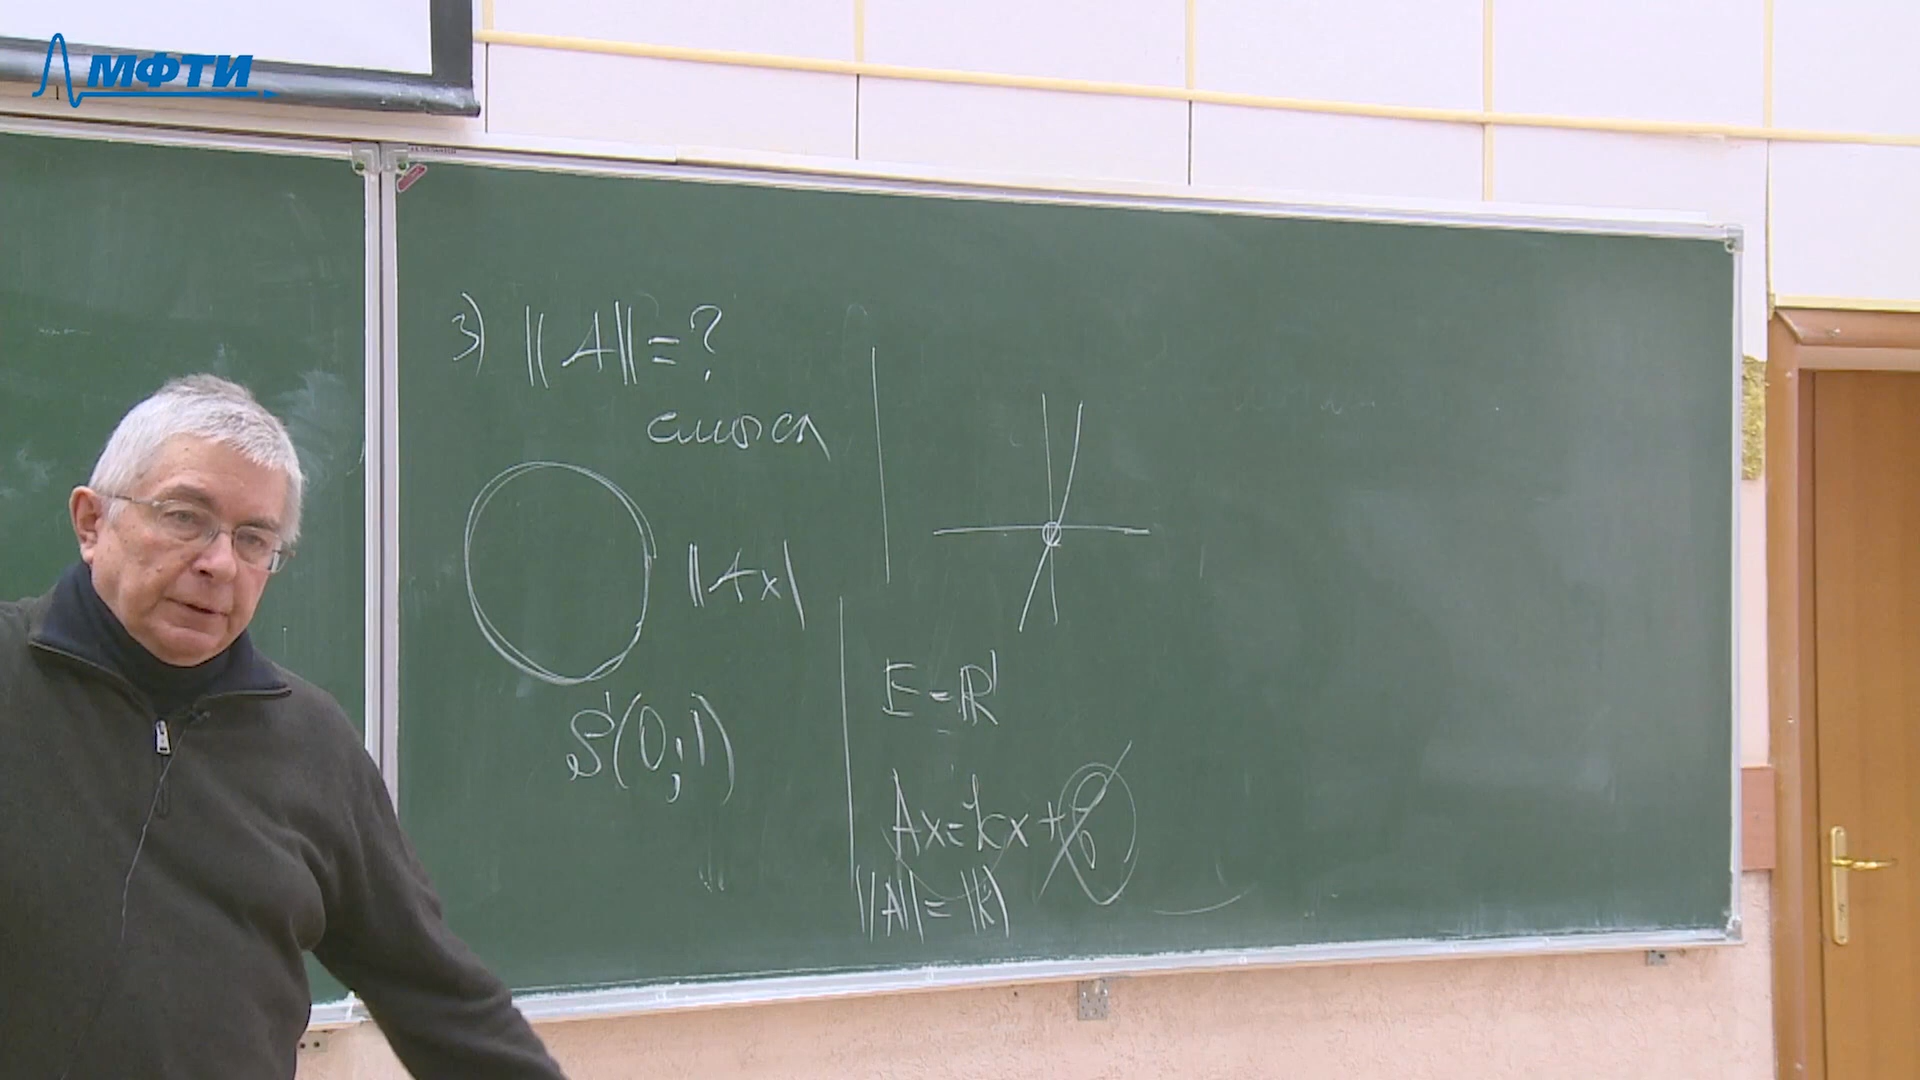 МФТИ
3) ||A|| = ?
смысл
||Ax|
S(0;1)
E = ℝ¹
Ax = kx + b
||A|| = |k|